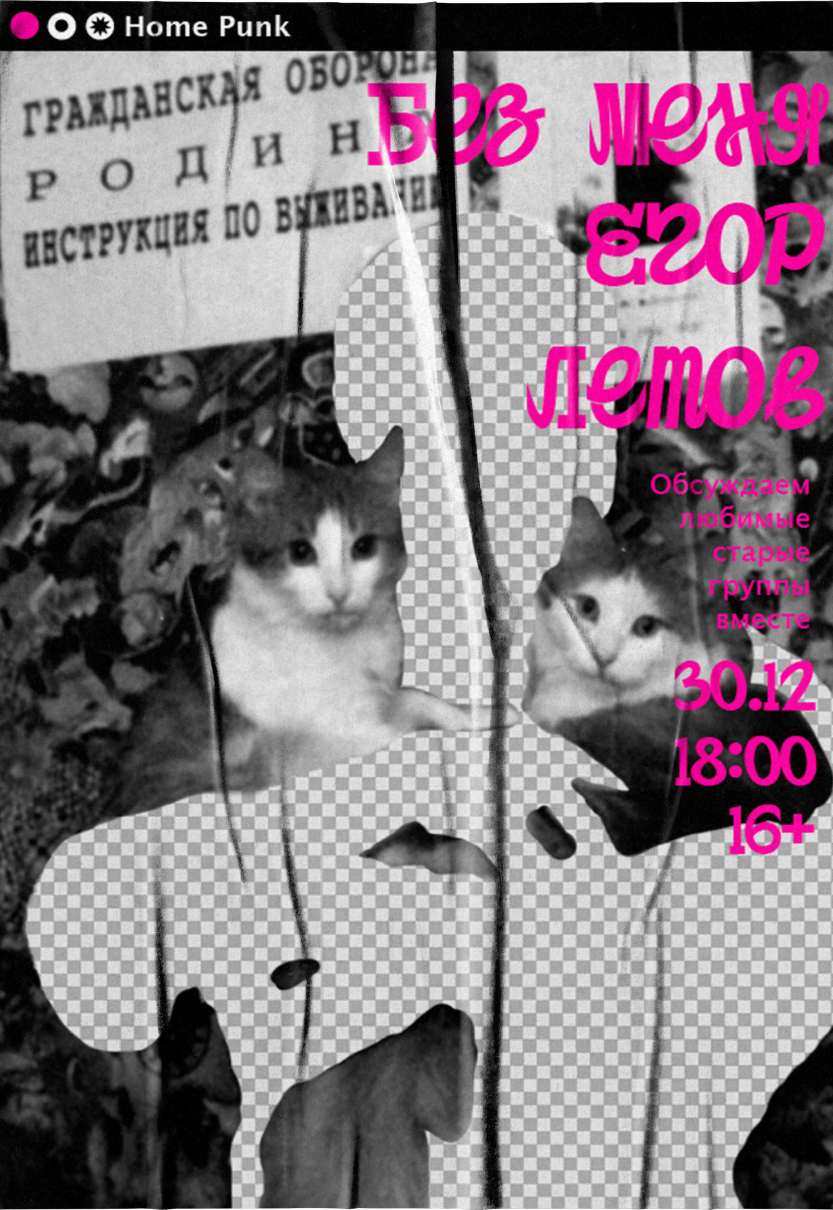 Home Punk
ГРАЖДАНСКАЯ ОБОРОНА
РОДИН
ИНСТРУКЦИЯ ПО ВЫЖИВАНИЮ
Без меня
Егор
летов
Обсуждаем
любимые
старые
группы
вместе
30.12
18:00
16+